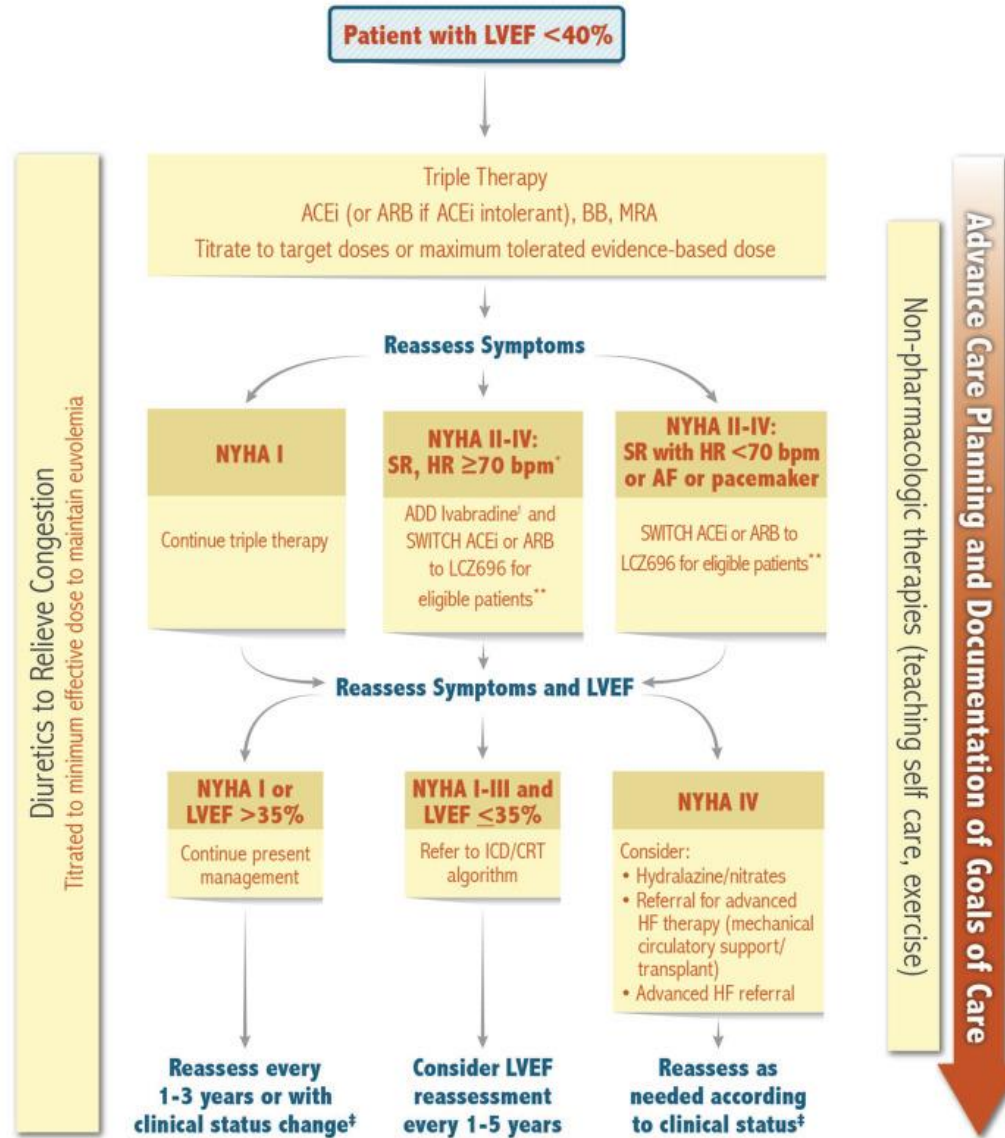 Patient with LVEF <40%
Diuretics to Relieve Congestion
Titrated to minimum effective dose to maintain euvolemia
Triple Therapy
ACEi (or ARB if ACEi intolerant), BB, MRA
Titrate to target doses or maximum tolerated evidence-based dose
Reassess Symptoms
NYHA I
Continue triple therapy
NYHA II-IV:
SR, HR ≥70 bpm*
ADD Ivabradine† and
SWITCH ACEi or ARB
to LCZ696 for
eligible patients**
NYHA II-IV:
SR with HR <70 bpm
or AF or pacemaker
SWITCH ACEi or ARB to
LCZ696 for eligible patients**
Reassess Symptoms and LVEF
NYHA I or
LVEF >35%
Continue present
management
NYHA I-III and
LVEF ≤35%
Refer to ICD/CRT
algorithm
NYHA IV
Consider:
• Hydralazine/nitrates
• Referral for advanced
HF therapy (mechanical
circulatory support/
transplant)
• Advanced HF referral
Reassess every
1-3 years or with
clinical status change‡
Consider LVEF
reassessment
every 1-5 years
Reassess as
needed according
to clinical status‡
Non-pharmacologic therapies (teaching self care, exercise)
Advance Care Planning and Documentation of Goals of Care